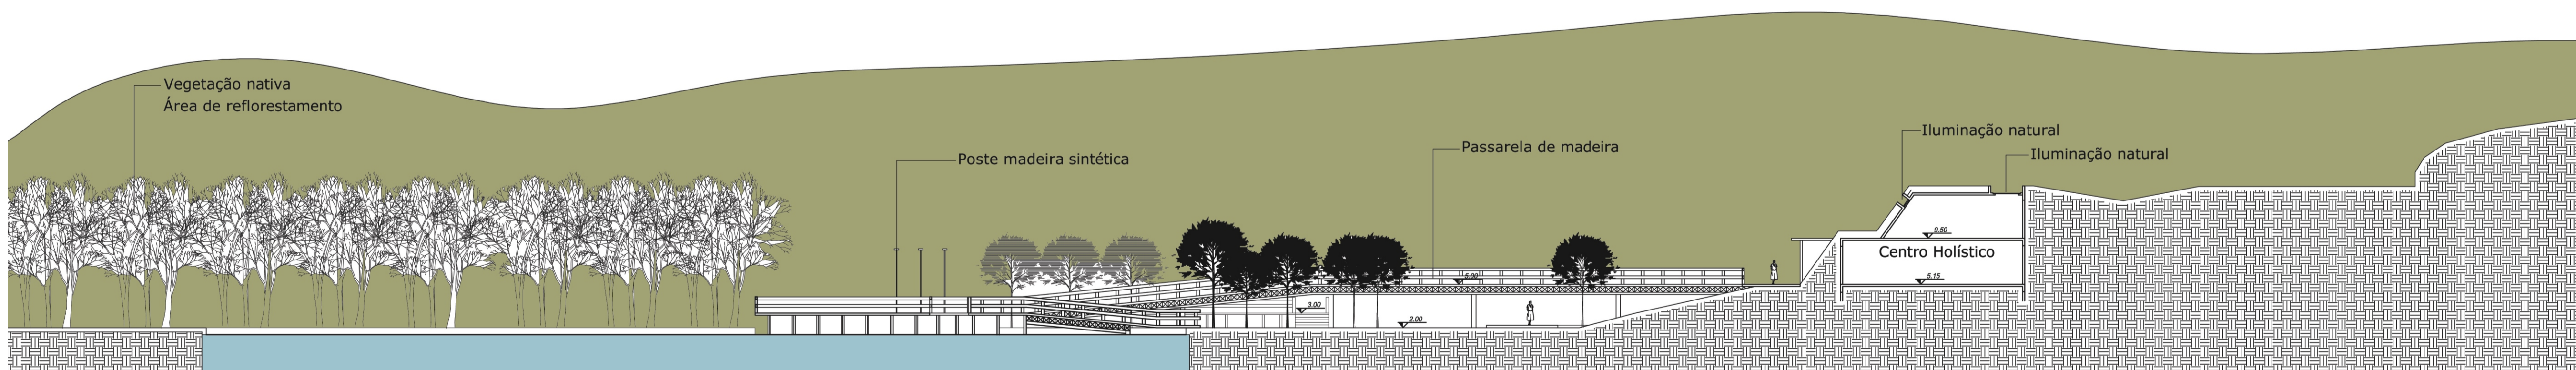 Vegetação nativa
Área de reflorestamento
Poste madeira sintética
Passarela de madeira
Iluminação natural
Iluminação natural
9.50
Centro Holístico
5.15
5.00
3.00
2.00